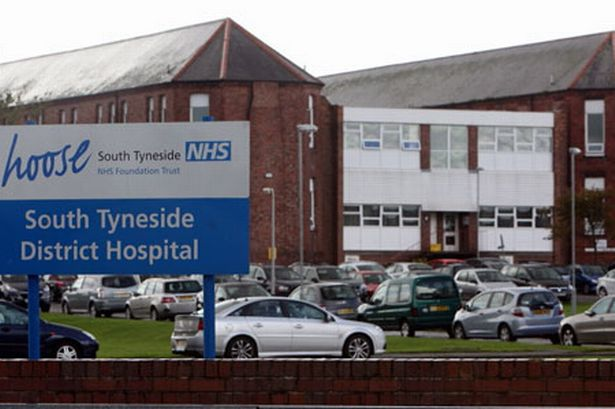 hoose
South Tyneside NHS
NHS Foundation Trust
South Tyneside
District Hospital